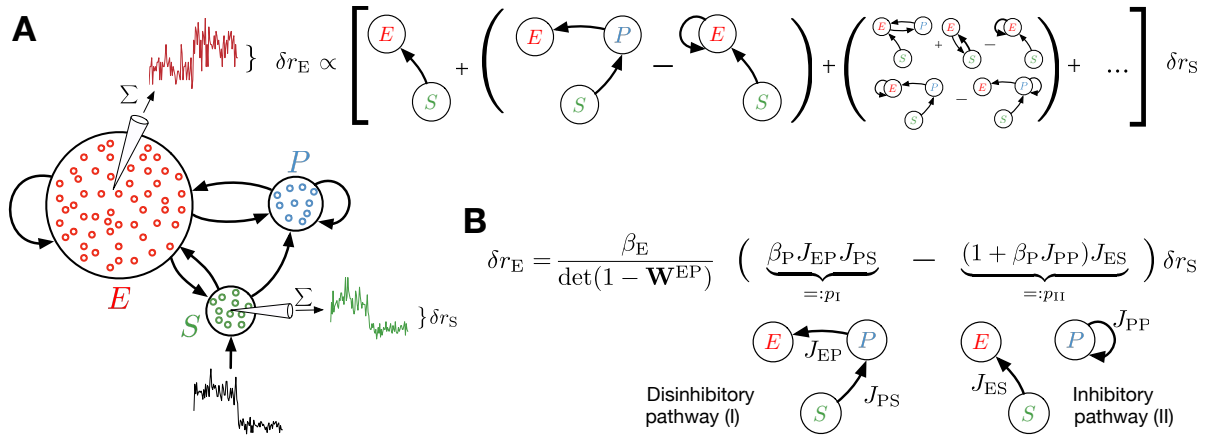 A
} δr_E ∝ [ E S + ( E P S − E S ) + ( E P S + E S − E S E P S − E P S ) + ... ] δr_S
Σ
P
E
S
Σ
} δr_S
B
δr_E = β_E / det(1 − W^EP) ( β_P J_EP J_PS − (1 + β_P J_PP) J_ES ) δr_S
=:p_I
=:p_II
E P
J_EP
S
J_PS
Disinhibitory
pathway (I)
E P
J_PP
J_ES
S
Inhibitory
pathway (II)